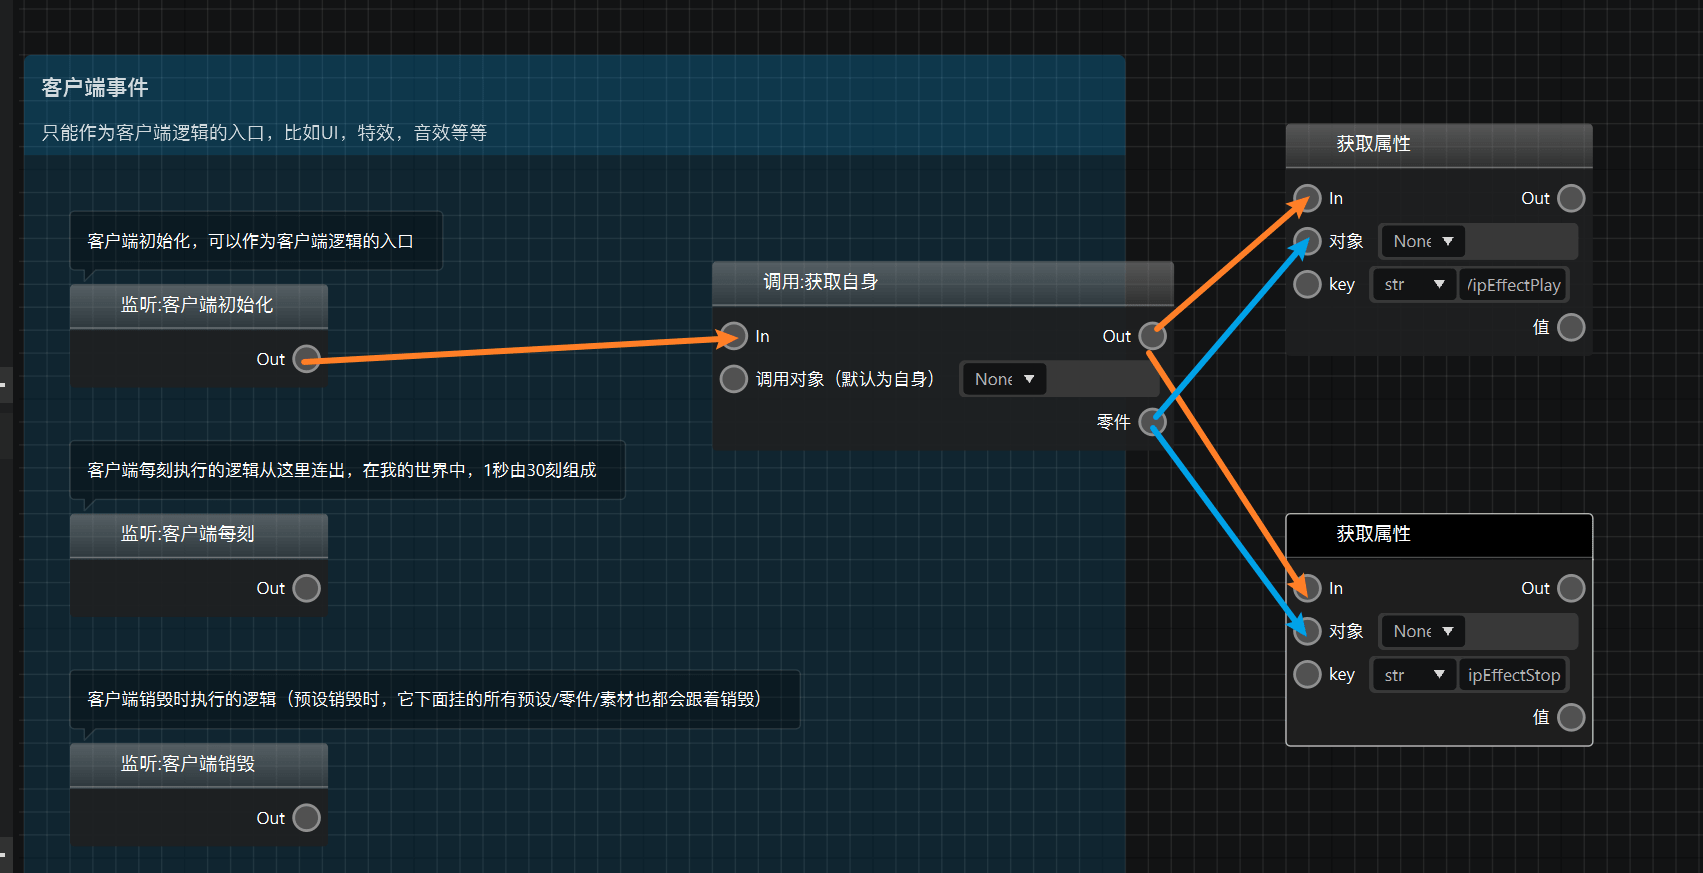 客户端事件
只能作为客户端逻辑的入口，比如UI，特效，音效等等
客户端初始化，可以作为客户端逻辑的入口
监听:客户端初始化
Out
客户端每刻执行的逻辑从这里连出，在我的世界中，1秒由30刻组成
监听:客户端每刻
Out
客户端销毁时执行的逻辑（预设销毁时，它下面挂的所有预设/零件/素材也都会跟着销毁）
监听:客户端销毁
Out
调用:获取自身
In Out
调用对象（默认为自身） None
零件
获取属性
In Out
对象 None
key str /ipEffectPlay
值
获取属性
In Out
对象 None
key str ipEffectStop
值